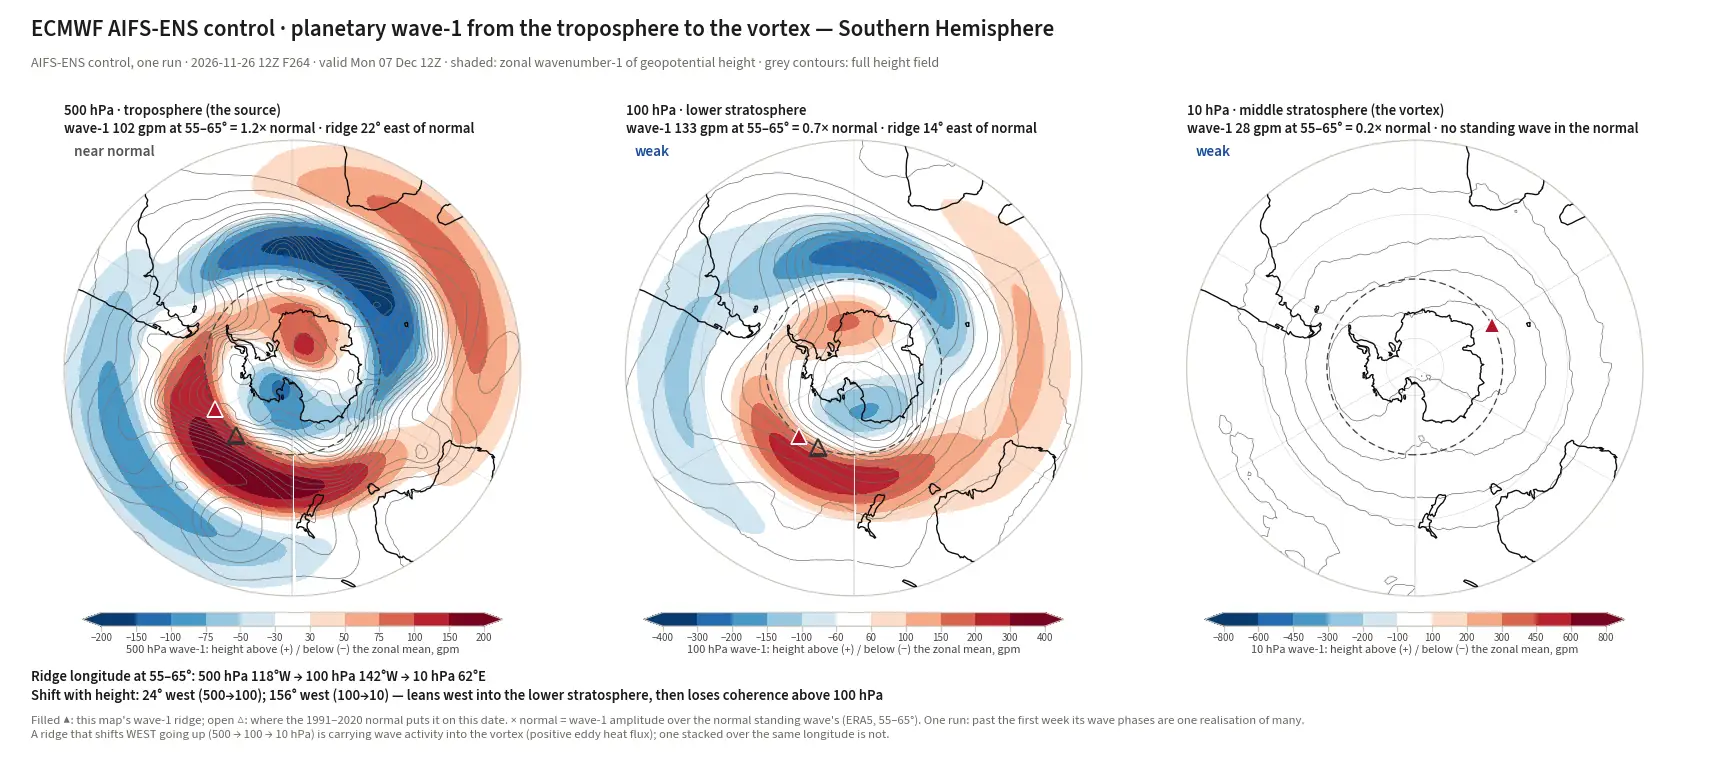 ECMWF AIFS-ENS control · planetary wave-1 from the troposphere to the vortex — Southern Hemisphere
AIFS-ENS control, one run · 2026-11-26 12Z F264 · valid Mon 07 Dec 12Z · shaded: zonal wavenumber-1 of geopotential height · grey contours: full height field
500 hPa · troposphere (the source)
wave-1 102 gpm at 55–65° = 1.2× normal · ridge 22° east of normal
near normal
100 hPa · lower stratosphere
wave-1 133 gpm at 55–65° = 0.7× normal · ridge 14° east of normal
weak
10 hPa · middle stratosphere (the vortex)
wave-1 28 gpm at 55–65° = 0.2× normal · no standing wave in the normal
weak
−200 −150 −100 −75 −50 −30 30 50 75 100 150 200
500 hPa wave-1: height above (+) / below (−) the zonal mean, gpm
−400 −300 −200 −150 −100 −60 60 100 150 200 300 400
100 hPa wave-1: height above (+) / below (−) the zonal mean, gpm
−800 −600 −450 −300 −200 −100 100 200 300 450 600 800
10 hPa wave-1: height above (+) / below (−) the zonal mean, gpm
Ridge longitude at 55–65°: 500 hPa 118°W → 100 hPa 142°W → 10 hPa 62°E
Shift with height: 24° west (500→100); 156° west (100→10) — leans west into the lower stratosphere, then loses coherence above 100 hPa
Filled ▲: this map's wave-1 ridge; open △: where the 1991–2020 normal puts it on this date. × normal = wave-1 amplitude over the normal standing wave's (ERA5, 55–65°). One run: past the first week its wave phases are one realisation of many.
A ridge that shifts WEST going up (500 → 100 → 10 hPa) is carrying wave activity into the vortex (positive eddy heat flux); one stacked over the same longitude is not.